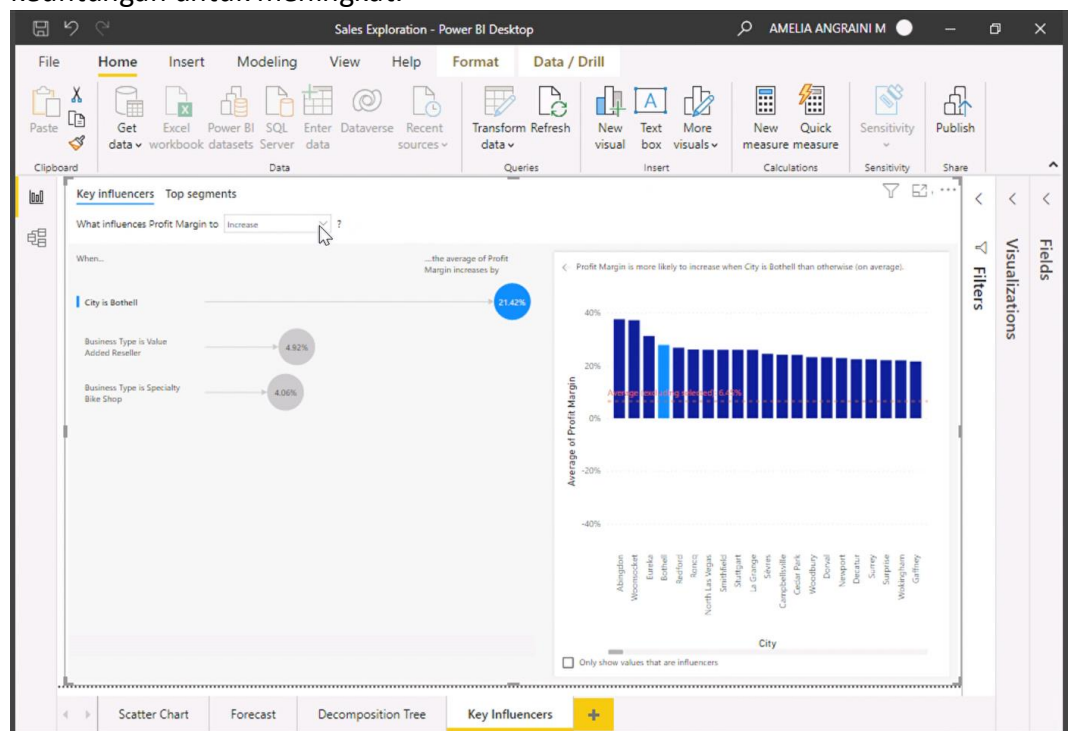 keuntungan untuk meningkat.
Sales Exploration - Power BI Desktop
AMELIA ANGRAINI M
File Home Insert Modeling View Help Format Data / Drill
Paste
Get data
Excel workbook
Power BI datasets
SQL Server
Enter data
Dataverse
Recent sources
Transform data
Refresh
New visual
Text box
More visuals
New measure
Quick measure
Sensitivity
Publish
Clipboard Data Queries Insert Calculations Sensitivity Share
Key influencers Top segments
What influences Profit Margin to Increase ?
When...
...the average of Profit
Margin increases by
City is Bothell
21.42%
Business Type is Value
Added Reseller
4.92%
Business Type is Specialty
Bike Shop
4.06%
Profit Margin is more likely to increase when City is Bothell than otherwise (on average).
40%
20%
0%
-20%
-40%
Average of Profit Margin
Average (excluding selected): 6.45%
Abingdon
Woonsocket
Eureka
Bothell
Redford
Roncq
North Las Vegas
Smithfield
Stuttgart
La Grange
Sèvres
Campbellsville
Cedar Park
Woodbury
Dorval
Newport
Decatur
Surrey
Surprise
Wokingham
Gaffney
City
Only show values that are influencers
Filters
Visualizations
Fields
Scatter Chart Forecast Decomposition Tree Key Influencers +